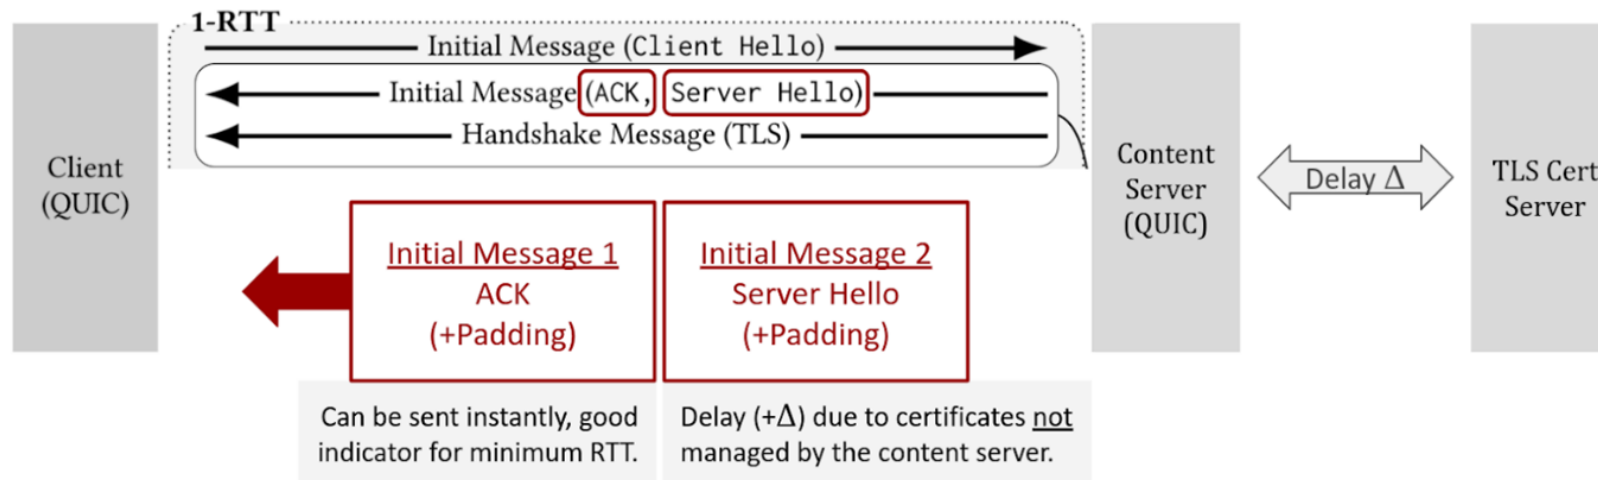 1-RTT
Initial Message (Client Hello)
Initial Message (ACK, Server Hello)
Handshake Message (TLS)
Client
(QUIC)
Content
Server
(QUIC)
Delay Δ
TLS Cert
Server
Initial Message 1
ACK
(+Padding)
Initial Message 2
Server Hello
(+Padding)
Can be sent instantly, good
indicator for minimum RTT.
Delay (+Δ) due to certificates not
managed by the content server.